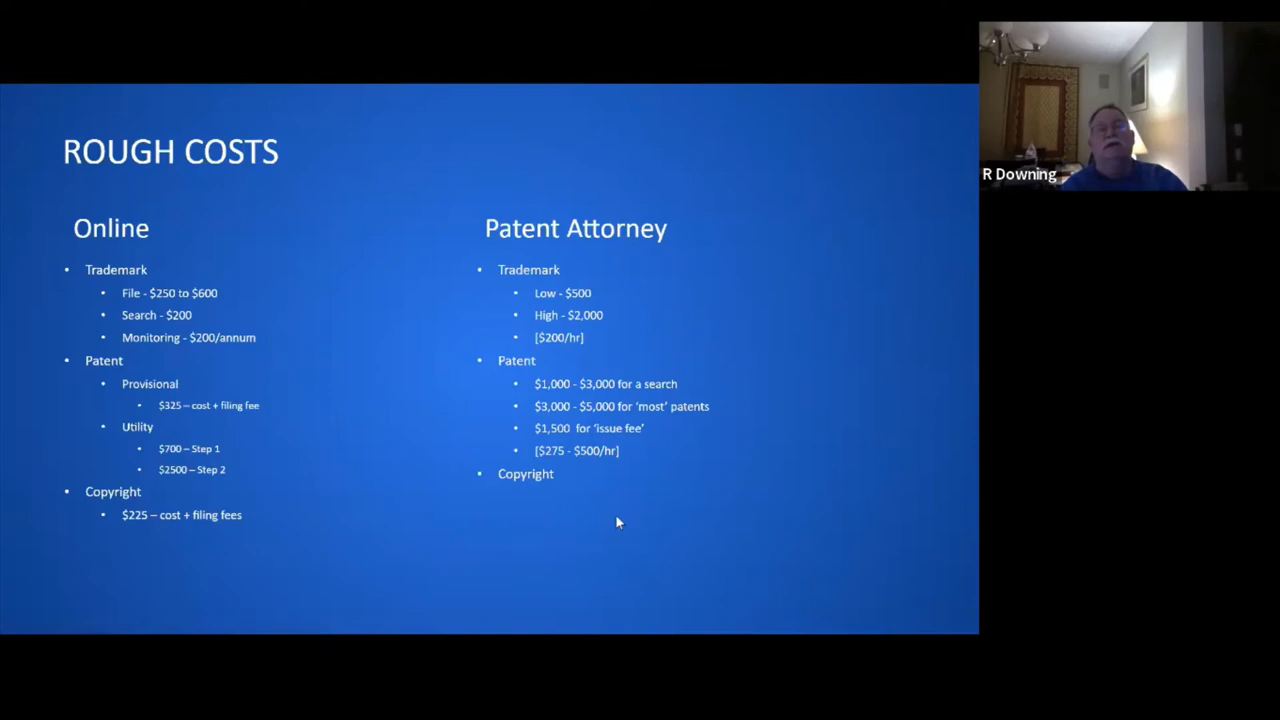 ROUGH COSTS
Online
Trademark
File - $250 to $600
Search - $200
Monitoring - $200/annum
Patent
Provisional
$325 – cost + filing fee
Utility
$700 – Step 1
$2500 – Step 2
Copyright
$225 – cost + filing fees
Patent Attorney
Trademark
Low - $500
High - $2,000
[$200/hr]
Patent
$1,000 - $3,000 for a search
$3,000 - $5,000 for ‘most’ patents
$1,500 for ‘issue fee’
[$275 - $500/hr]
Copyright
R Downing